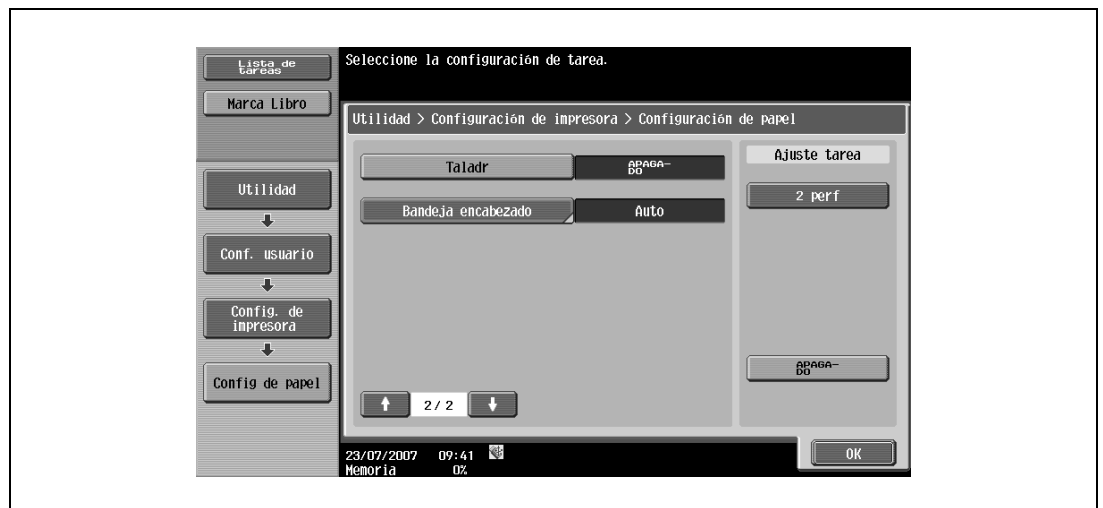 Lista de
tareas
Seleccione la configuración de tarea.
Marca Libro
Utilidad > Configuración de impresora > Configuración de papel
Taladr
APAGA-
DO
Ajuste tarea
Utilidad
2 perf
Bandeja encabezado
Auto
Conf. usuario
Config. de
impresora
Config de papel
APAGA-
DO
2/2
23/07/2007 09:41
Memoria 0%
OK